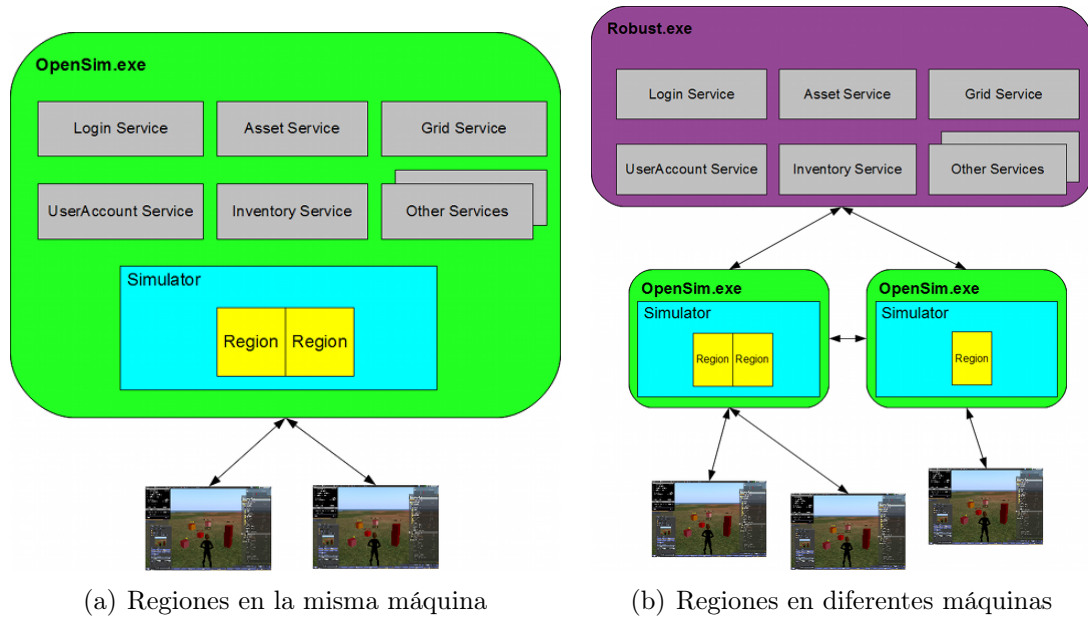 OpenSim.exe
Login Service
Asset Service
Grid Service
UserAccount Service
Inventory Service
Other Services
Simulator
Region
Region
(a) Regiones en la misma máquina
Robust.exe
Login Service
Asset Service
Grid Service
UserAccount Service
Inventory Service
Other Services
OpenSim.exe
Simulator
Region
Region
OpenSim.exe
Simulator
Region
(b) Regiones en diferentes máquinas